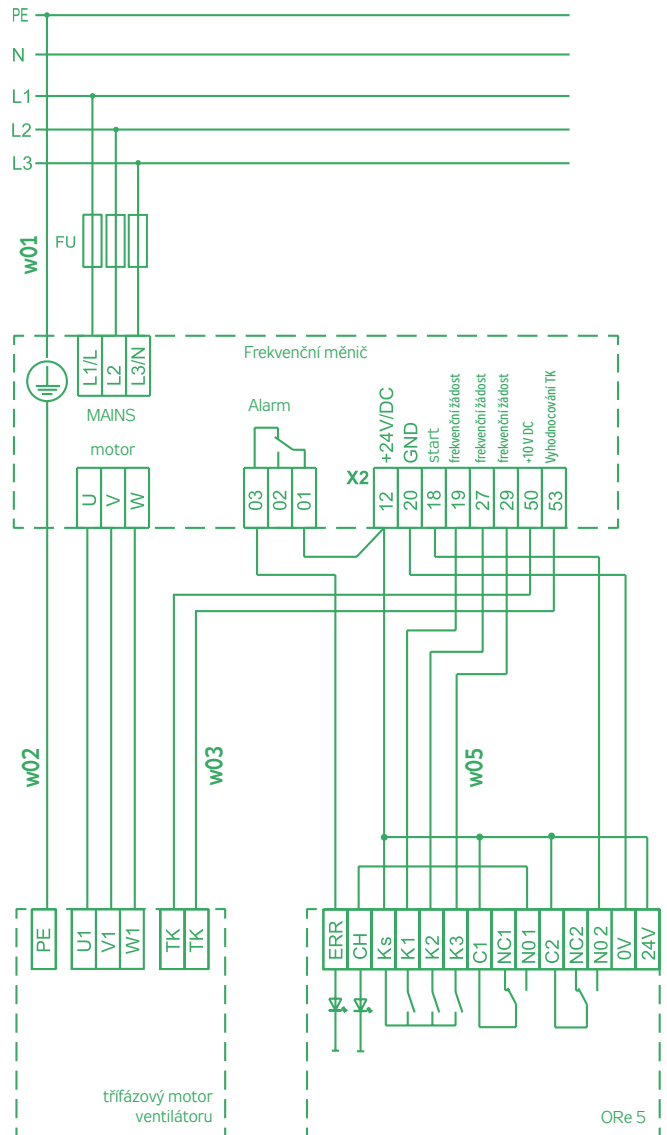 PE
N
L1
L2
L3
w01
FU
Frekvenční měnič
L1/L
L2
L3/N
MAINS
motor
Alarm
+24V/DC
GND
start
frekvenční žádost
frekvenční žádost
frekvenční žádost
+10 V DC
Vyhodnocování TK
U
V
W
03
02
01
X2
12
20
18
19
27
29
50
53
w02
w03
w05
PE
U1
V1
W1
TK
TK
ERR
CH
Ks
K1
K2
K3
C1
NC1
N0 1
C2
NC2
N0 2
0V
24V
třífázový motor
ventilátoru
ORe 5